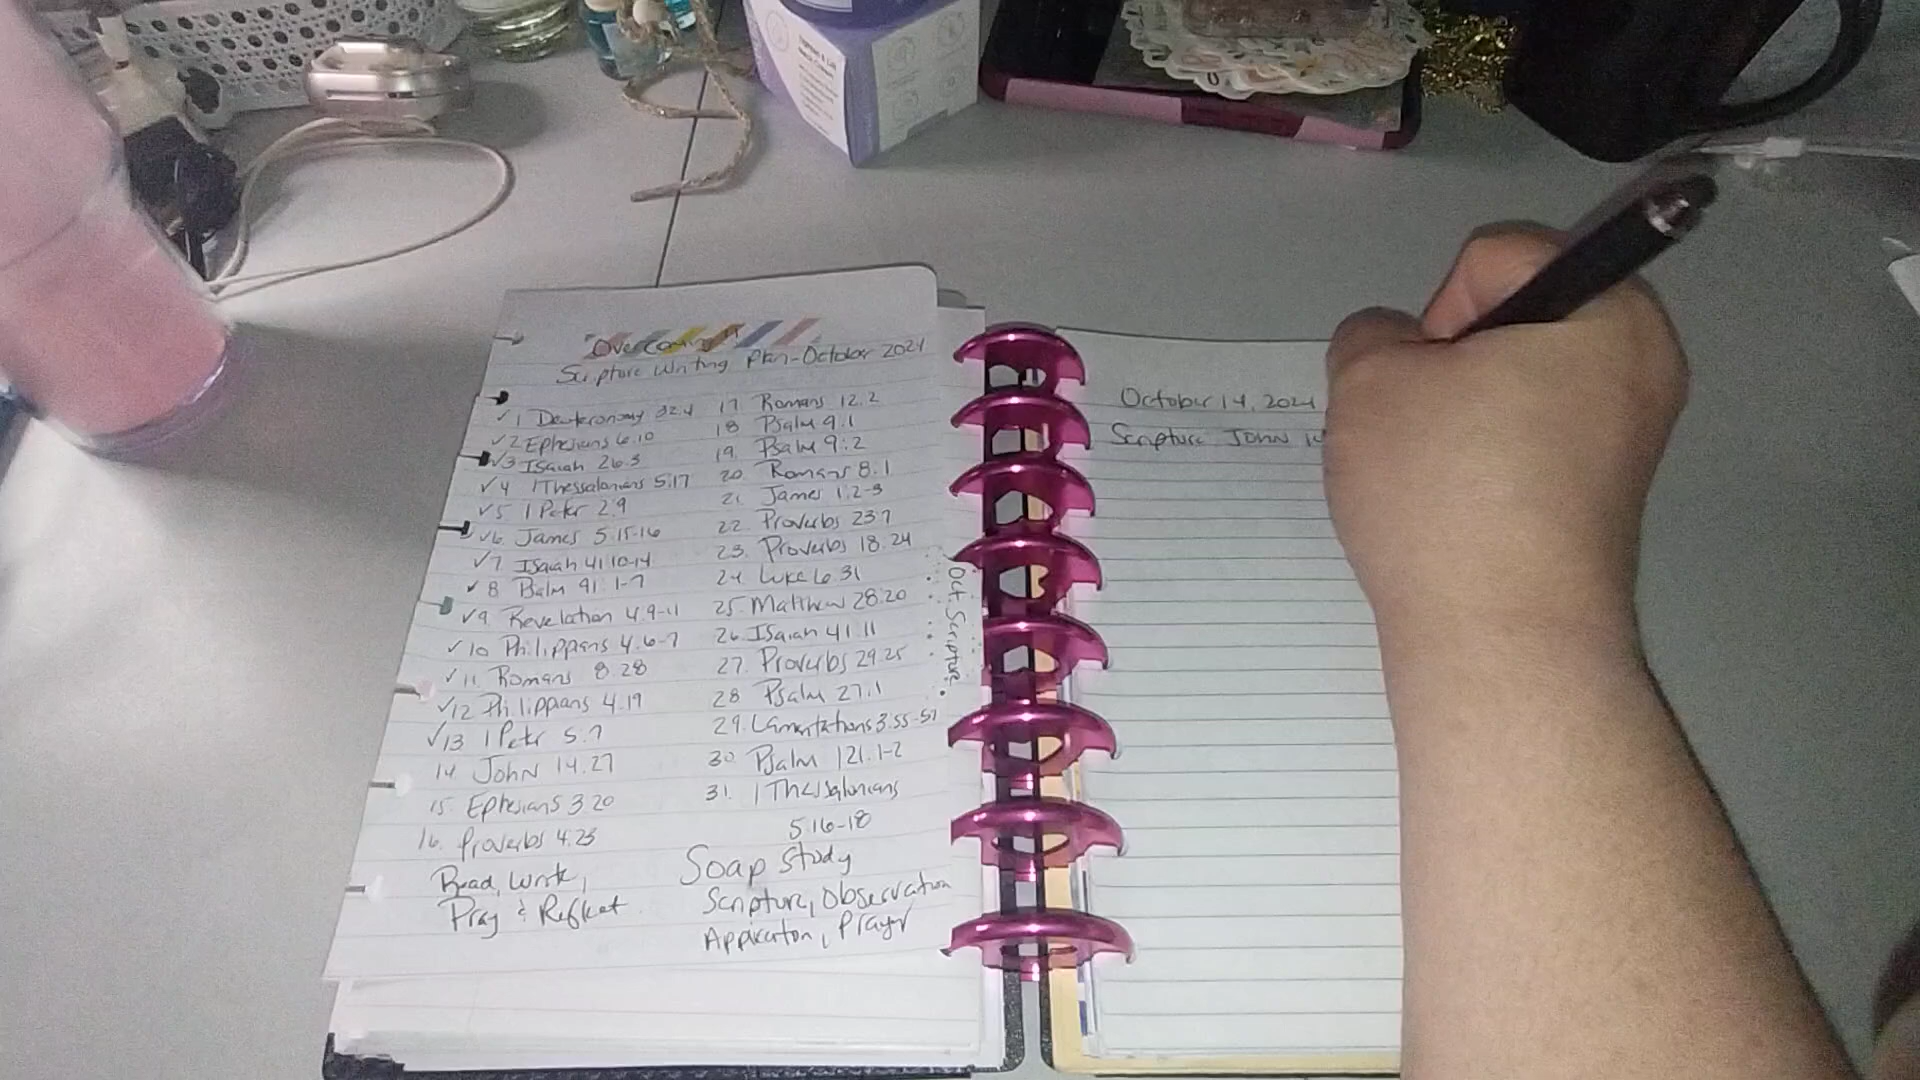 Overcoming
Scripture Writing Plan-October 2024
✓1 Deuteronomy 32.4
✓2 Ephesians 6.10
✓3 Isaiah 26.3
✓4 1 Thessalonians 5.17
✓5 1 Peter 2.9
✓6 James 5.15-16
✓7 Isaiah 41.10-14
✓8 Psalm 91.1-7
✓9 Revelation 4.9-11
✓10 Philippians 4.6-7
✓11 Romans 8.28
✓12 Philippians 4.19
✓13 1 Peter 5.7
14 John 14.27
15. Ephesians 3.20
16. Proverbs 4.23
Read, Write,
Pray & Reflect
17 Romans 12.2
18 Psalm 9.1
19. Psalm 9:2
20. Romans 8.1
21. James 1.2-3
22. Proverbs 23.7
23. Proverbs 18.24
24 Luke 6.31
25. Matthew 28.20
26. Isaiah 41.11
27. Proverbs 29.25
28 Psalm 27.1
29. Lamentations 3.55-57
30. Psalm 121.1-2
31. 1 Thessalonians
5.16-18
Soap Study
Scripture, Observation
Application, Prayer
Oct Scripture
October 14, 2024
Scripture John 14